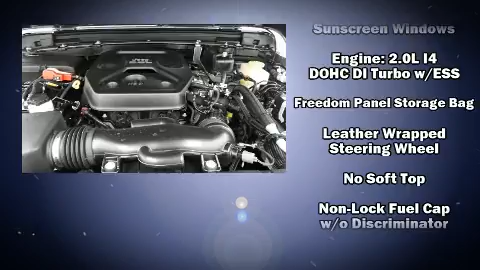 Sunscreen Windows
Engine: 2.0L I4
DOHC DI Turbo w/ESS
Freedom Panel Storage Bag
Leather Wrapped
Steering Wheel
No Soft Top
Non-Lock Fuel Cap
w/o Discriminator